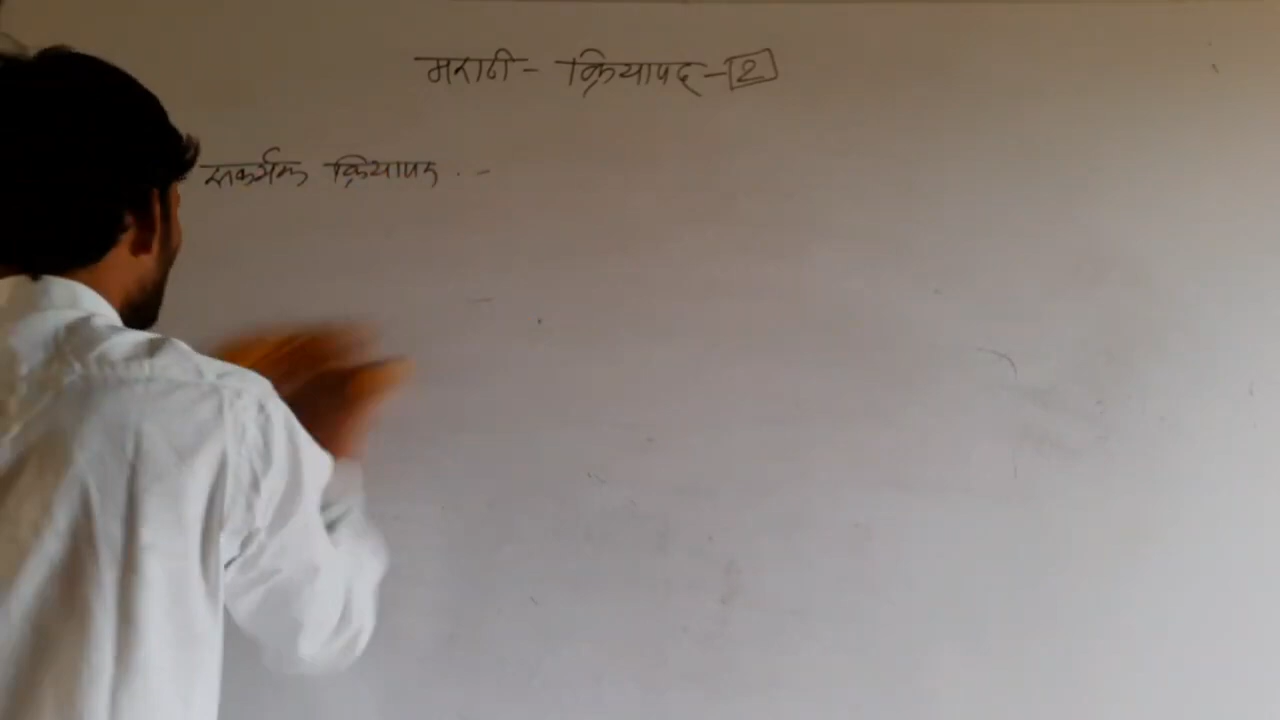 मराठी - क्रियापद - 2
सकर्मक क्रियापद . -